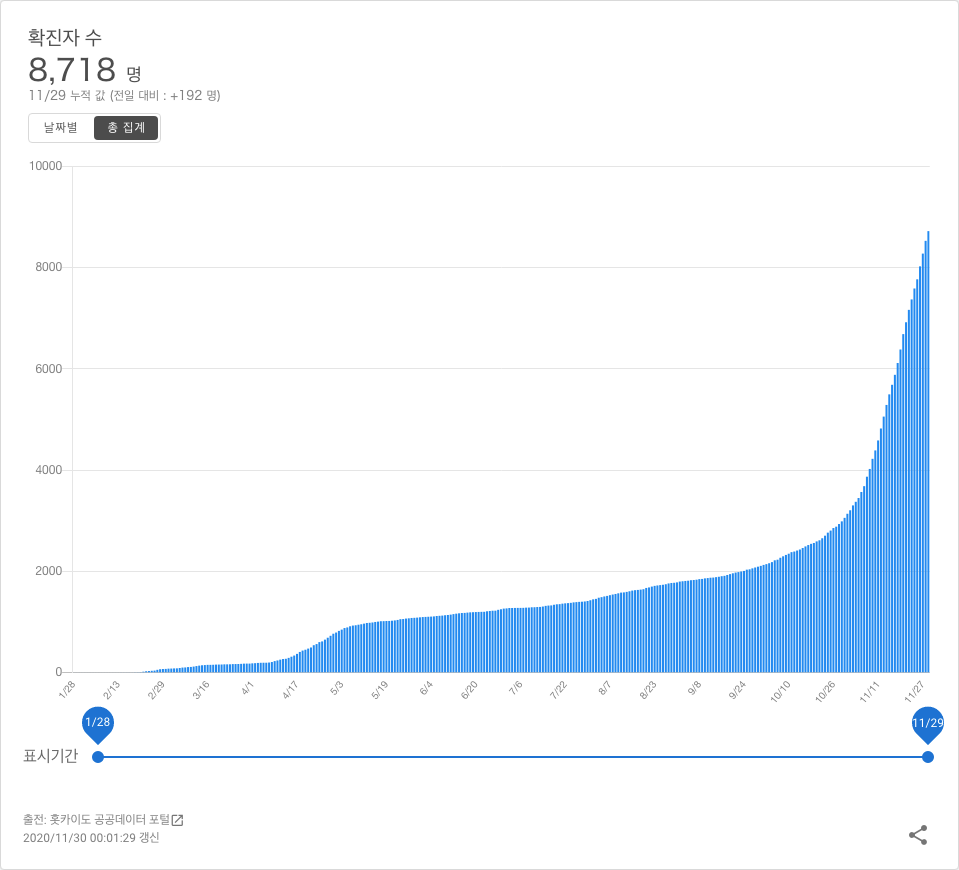 확진자 수
8,718 명
11/29 누적 값 (전일 대비 : +192 명)
날짜별 총 집계
10000
8000
6000
4000
2000
0
1/28 2/13 2/29 3/16 4/1 4/17 5/3 5/19 6/4 6/20 7/6 7/22 8/7 8/23 9/8 9/24 10/10 10/26 11/11 11/27
1/28 11/29
표시기간
출전: 홋카이도 공공데이터 포털
2020/11/30 00:01:29 갱신